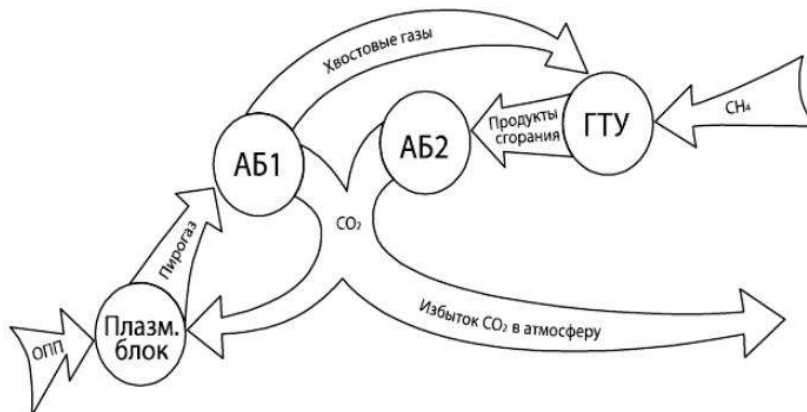 Хвостовые газы
CH₄
Продукты
сгорания
ГТУ
АБ2
АБ1
CO₂
Пирогаз
Избыток CO₂ в атмосферу
Плазм.
блок
ОПП